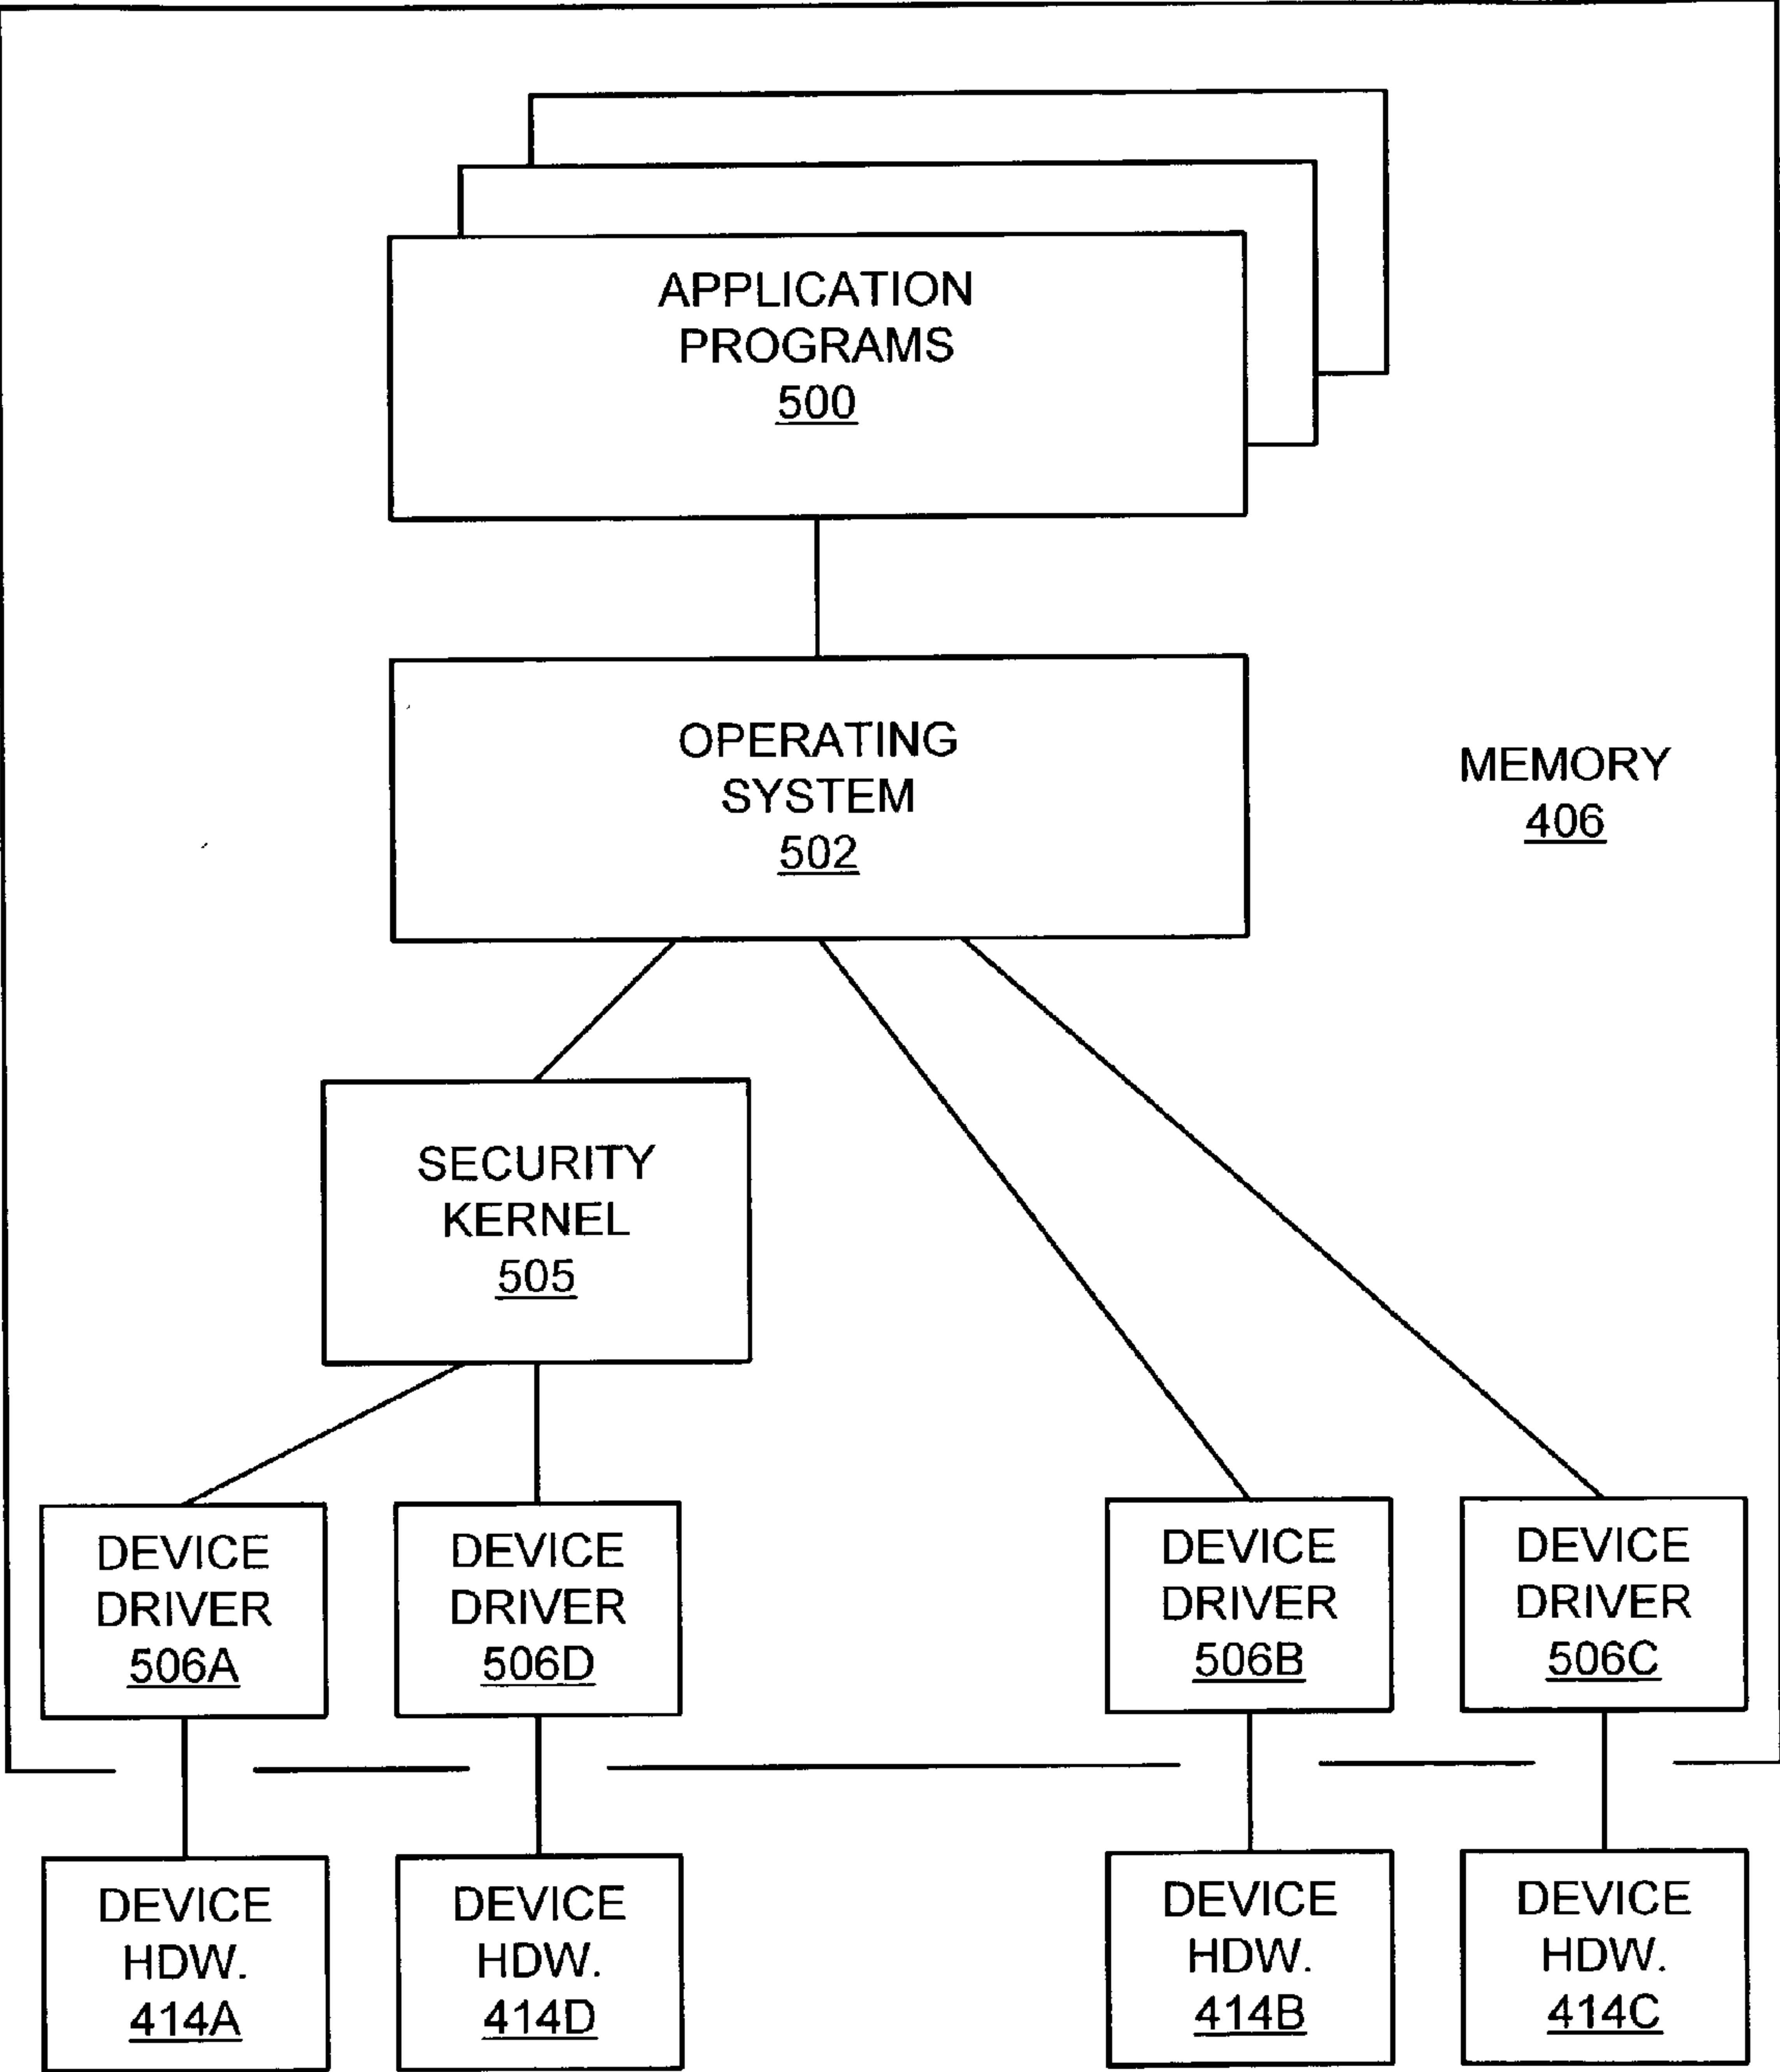 APPLICATION
PROGRAMS
500
OPERATING
SYSTEM
502
MEMORY
406
SECURITY
KERNEL
505
DEVICE
DRIVER
506A
DEVICE
DRIVER
506D
DEVICE
DRIVER
506B
DEVICE
DRIVER
506C
DEVICE
HDW.
414A
DEVICE
HDW.
414D
DEVICE
HDW.
414B
DEVICE
HDW.
414C